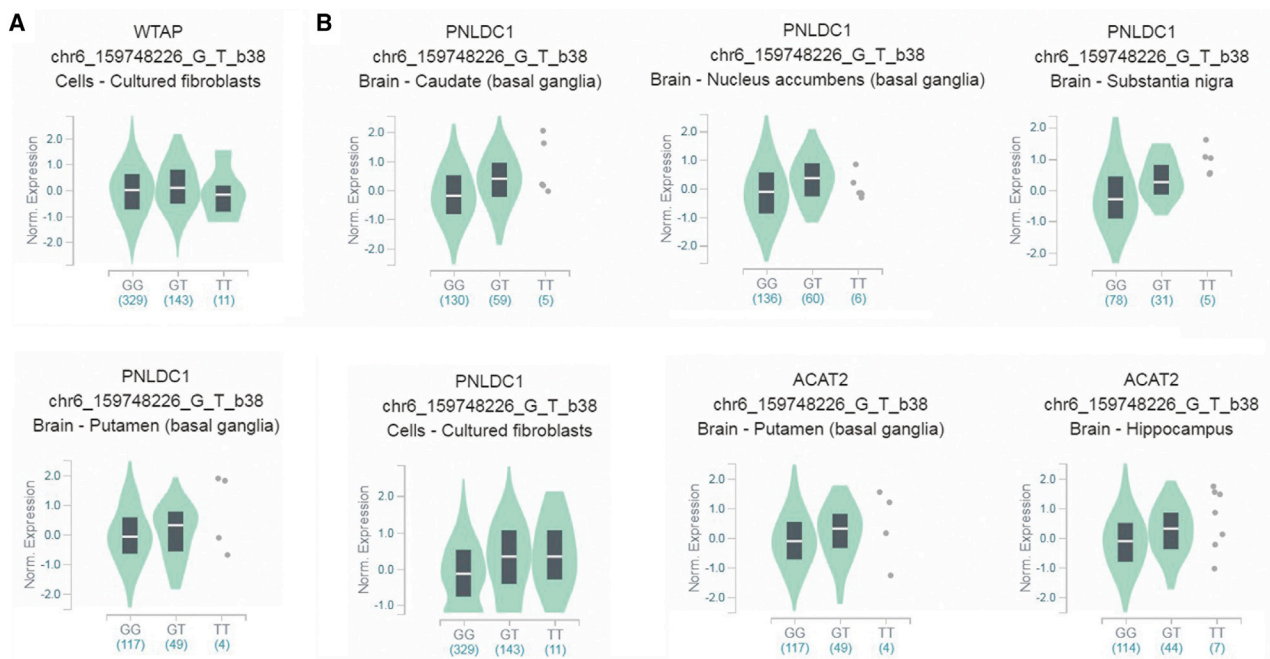 A
WTAP
chr6_159748226_G_T_b38
Cells - Cultured fibroblasts
Norm. Expression
2.0
1.0
0.0
-1.0
-2.0
GG GT TT
(329) (143) (11)
B
PNLDC1
chr6_159748226_G_T_b38
Brain - Caudate (basal ganglia)
Norm. Expression
2.0
1.0
0.0
-1.0
-2.0
GG GT TT
(130) (59) (5)
PNLDC1
chr6_159748226_G_T_b38
Brain - Nucleus accumbens (basal ganglia)
Norm. Expression
2.0
1.0
0.0
-1.0
-2.0
GG GT TT
(136) (60) (6)
PNLDC1
chr6_159748226_G_T_b38
Brain - Substantia nigra
Norm. Expression
2.0
1.0
0.0
-1.0
-2.0
GG GT TT
(78) (31) (5)
PNLDC1
chr6_159748226_G_T_b38
Brain - Putamen (basal ganglia)
Norm. Expression
2.0
1.0
0.0
-1.0
-2.0
GG GT TT
(117) (49) (4)
PNLDC1
chr6_159748226_G_T_b38
Cells - Cultured fibroblasts
Norm. Expression
2.0
1.0
0.0
-1.0
GG GT TT
(329) (143) (11)
ACAT2
chr6_159748226_G_T_b38
Brain - Putamen (basal ganglia)
Norm. Expression
2.0
1.0
0.0
-1.0
-2.0
GG GT TT
(117) (49) (4)
ACAT2
chr6_159748226_G_T_b38
Brain - Hippocampus
Norm. Expression
2.0
1.0
0.0
-1.0
-2.0
GG GT TT
(114) (44) (7)